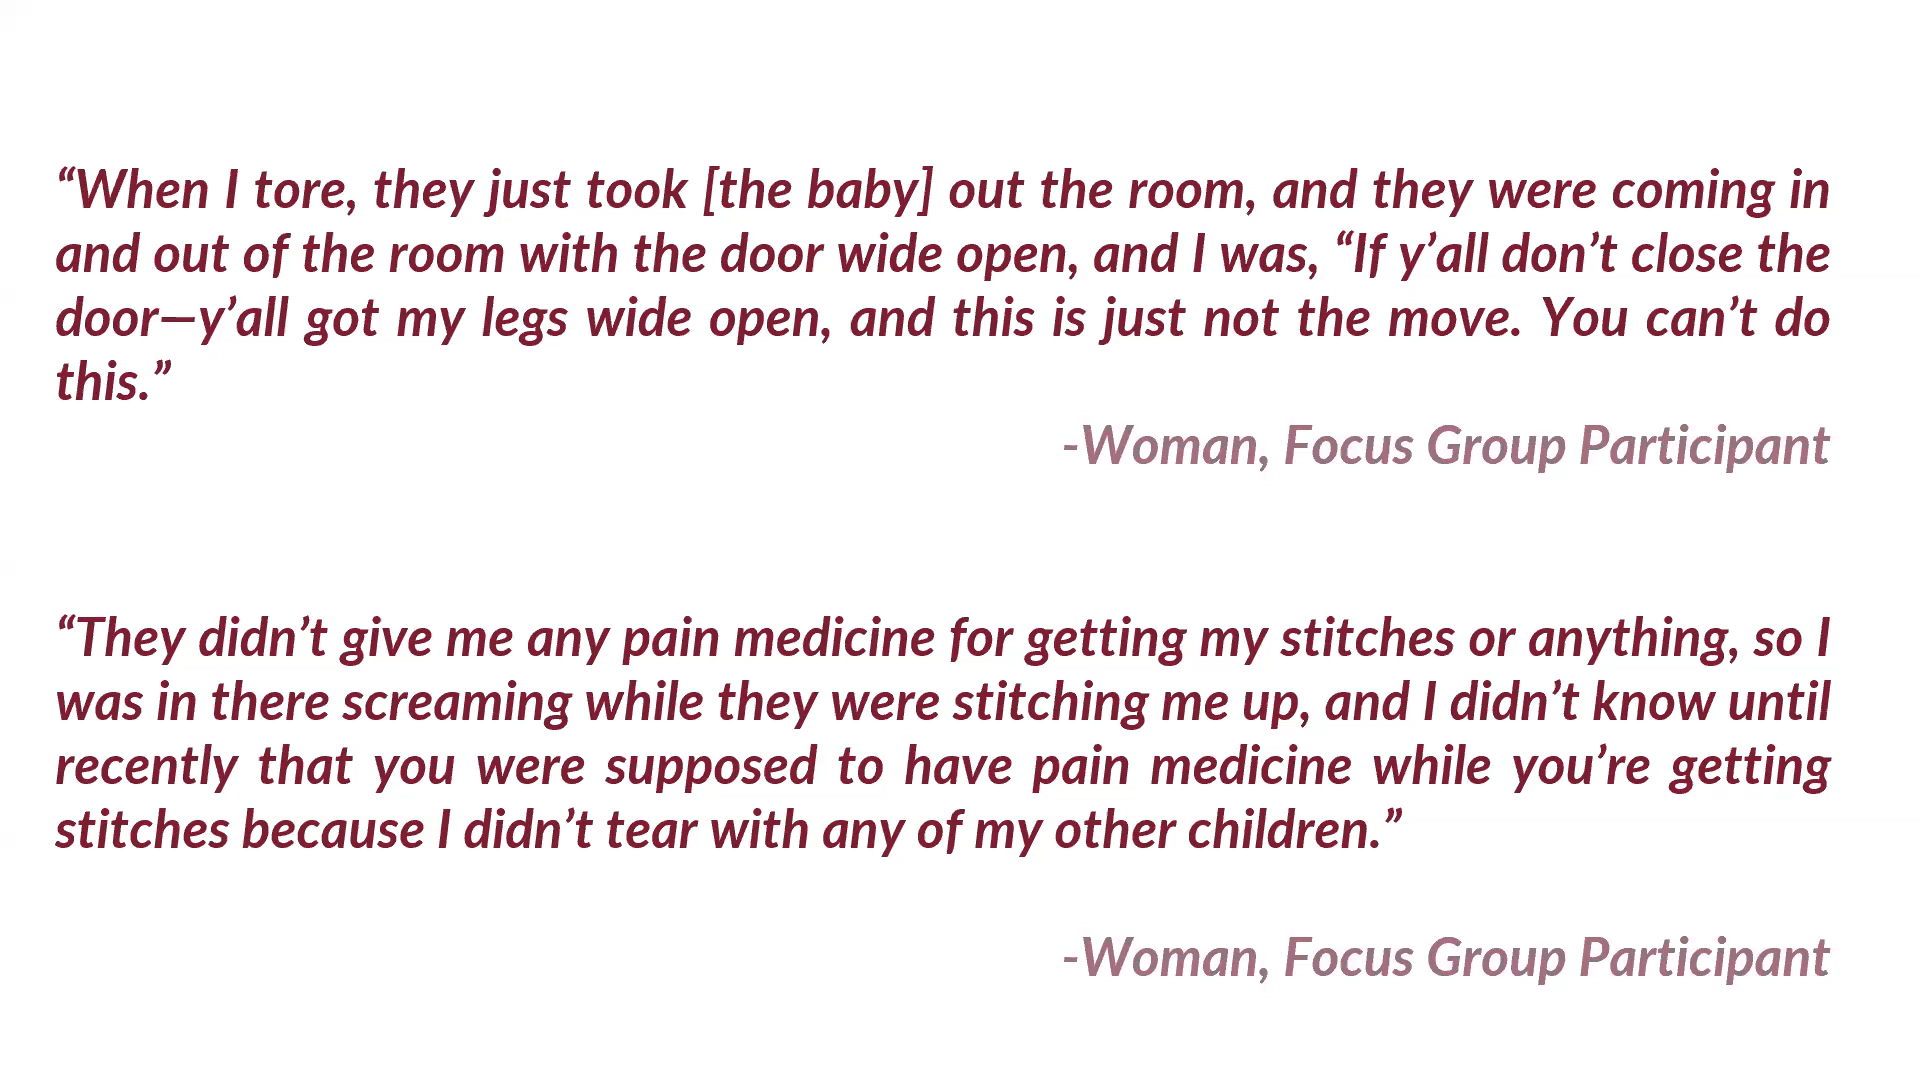 “When I tore, they just took [the baby] out the room, and they were coming in
and out of the room with the door wide open, and I was, “If y’all don’t close the
door—y’all got my legs wide open, and this is just not the move. You can’t do
this.”
-Woman, Focus Group Participant
“They didn’t give me any pain medicine for getting my stitches or anything, so I
was in there screaming while they were stitching me up, and I didn’t know until
recently that you were supposed to have pain medicine while you’re getting
stitches because I didn’t tear with any of my other children.”
-Woman, Focus Group Participant